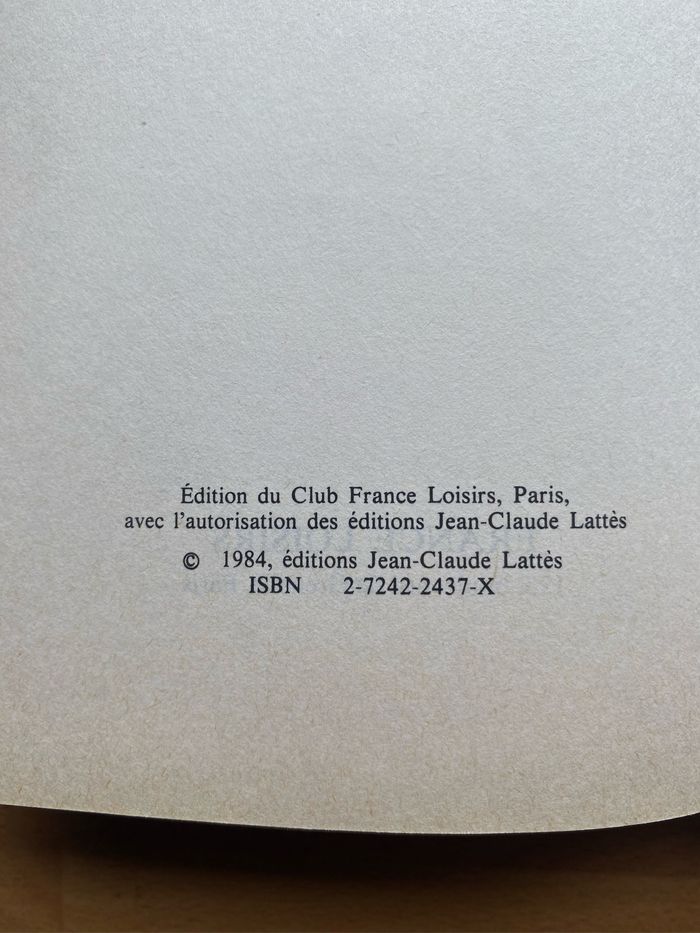 Édition du Club France Loisirs, Paris,
avec l'autorisation des éditions Jean-Claude Lattès
© 1984, éditions Jean-Claude Lattès
ISBN 2-7242-2437-X